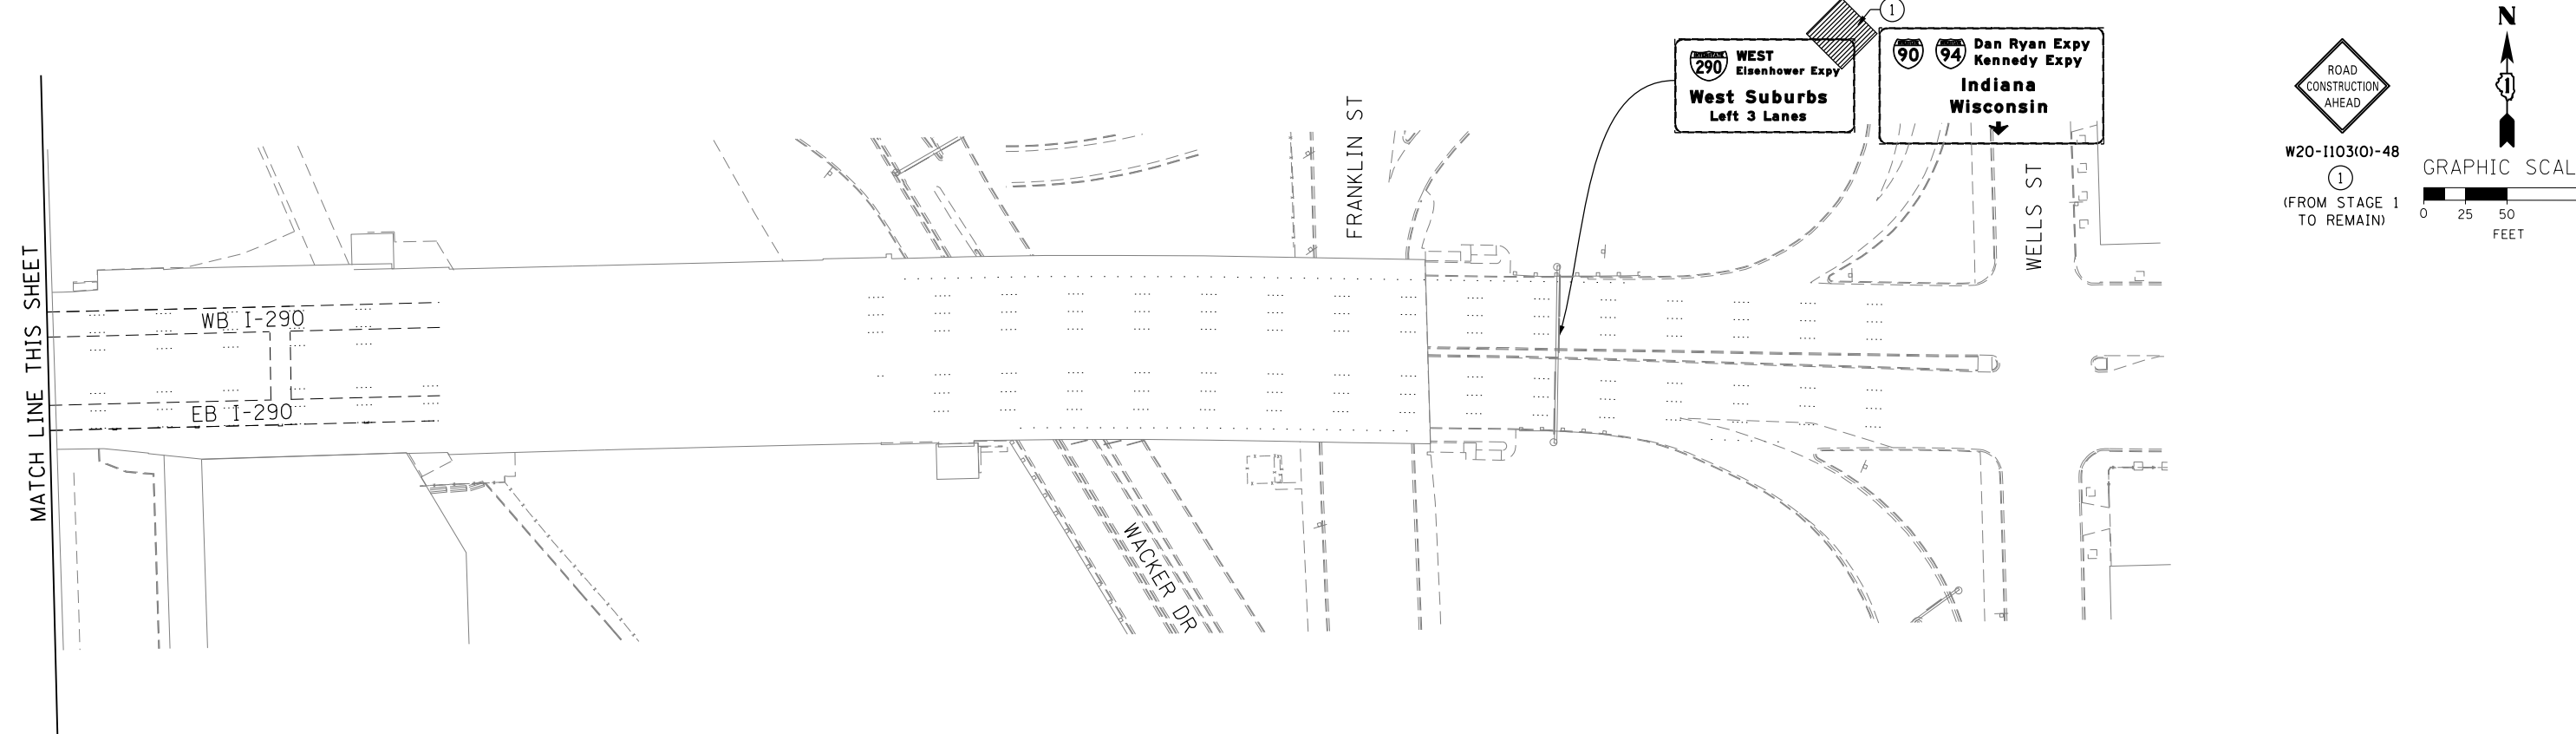 MATCH LINE THIS SHEET
WB I-290
EB I-290
WACKER DR
FRANKLIN ST
INTERSTATE
290
WEST
Eisenhower Expy
West Suburbs
Left 3 Lanes
1
90
94
Dan Ryan Expy
Kennedy Expy
Indiana
Wisconsin
WELLS ST
ROAD
CONSTRUCTION
AHEAD
W20-I103(O)-48
1
(FROM STAGE 1
TO REMAIN)
N
1
GRAPHIC SCAL
0 25 50
FEET